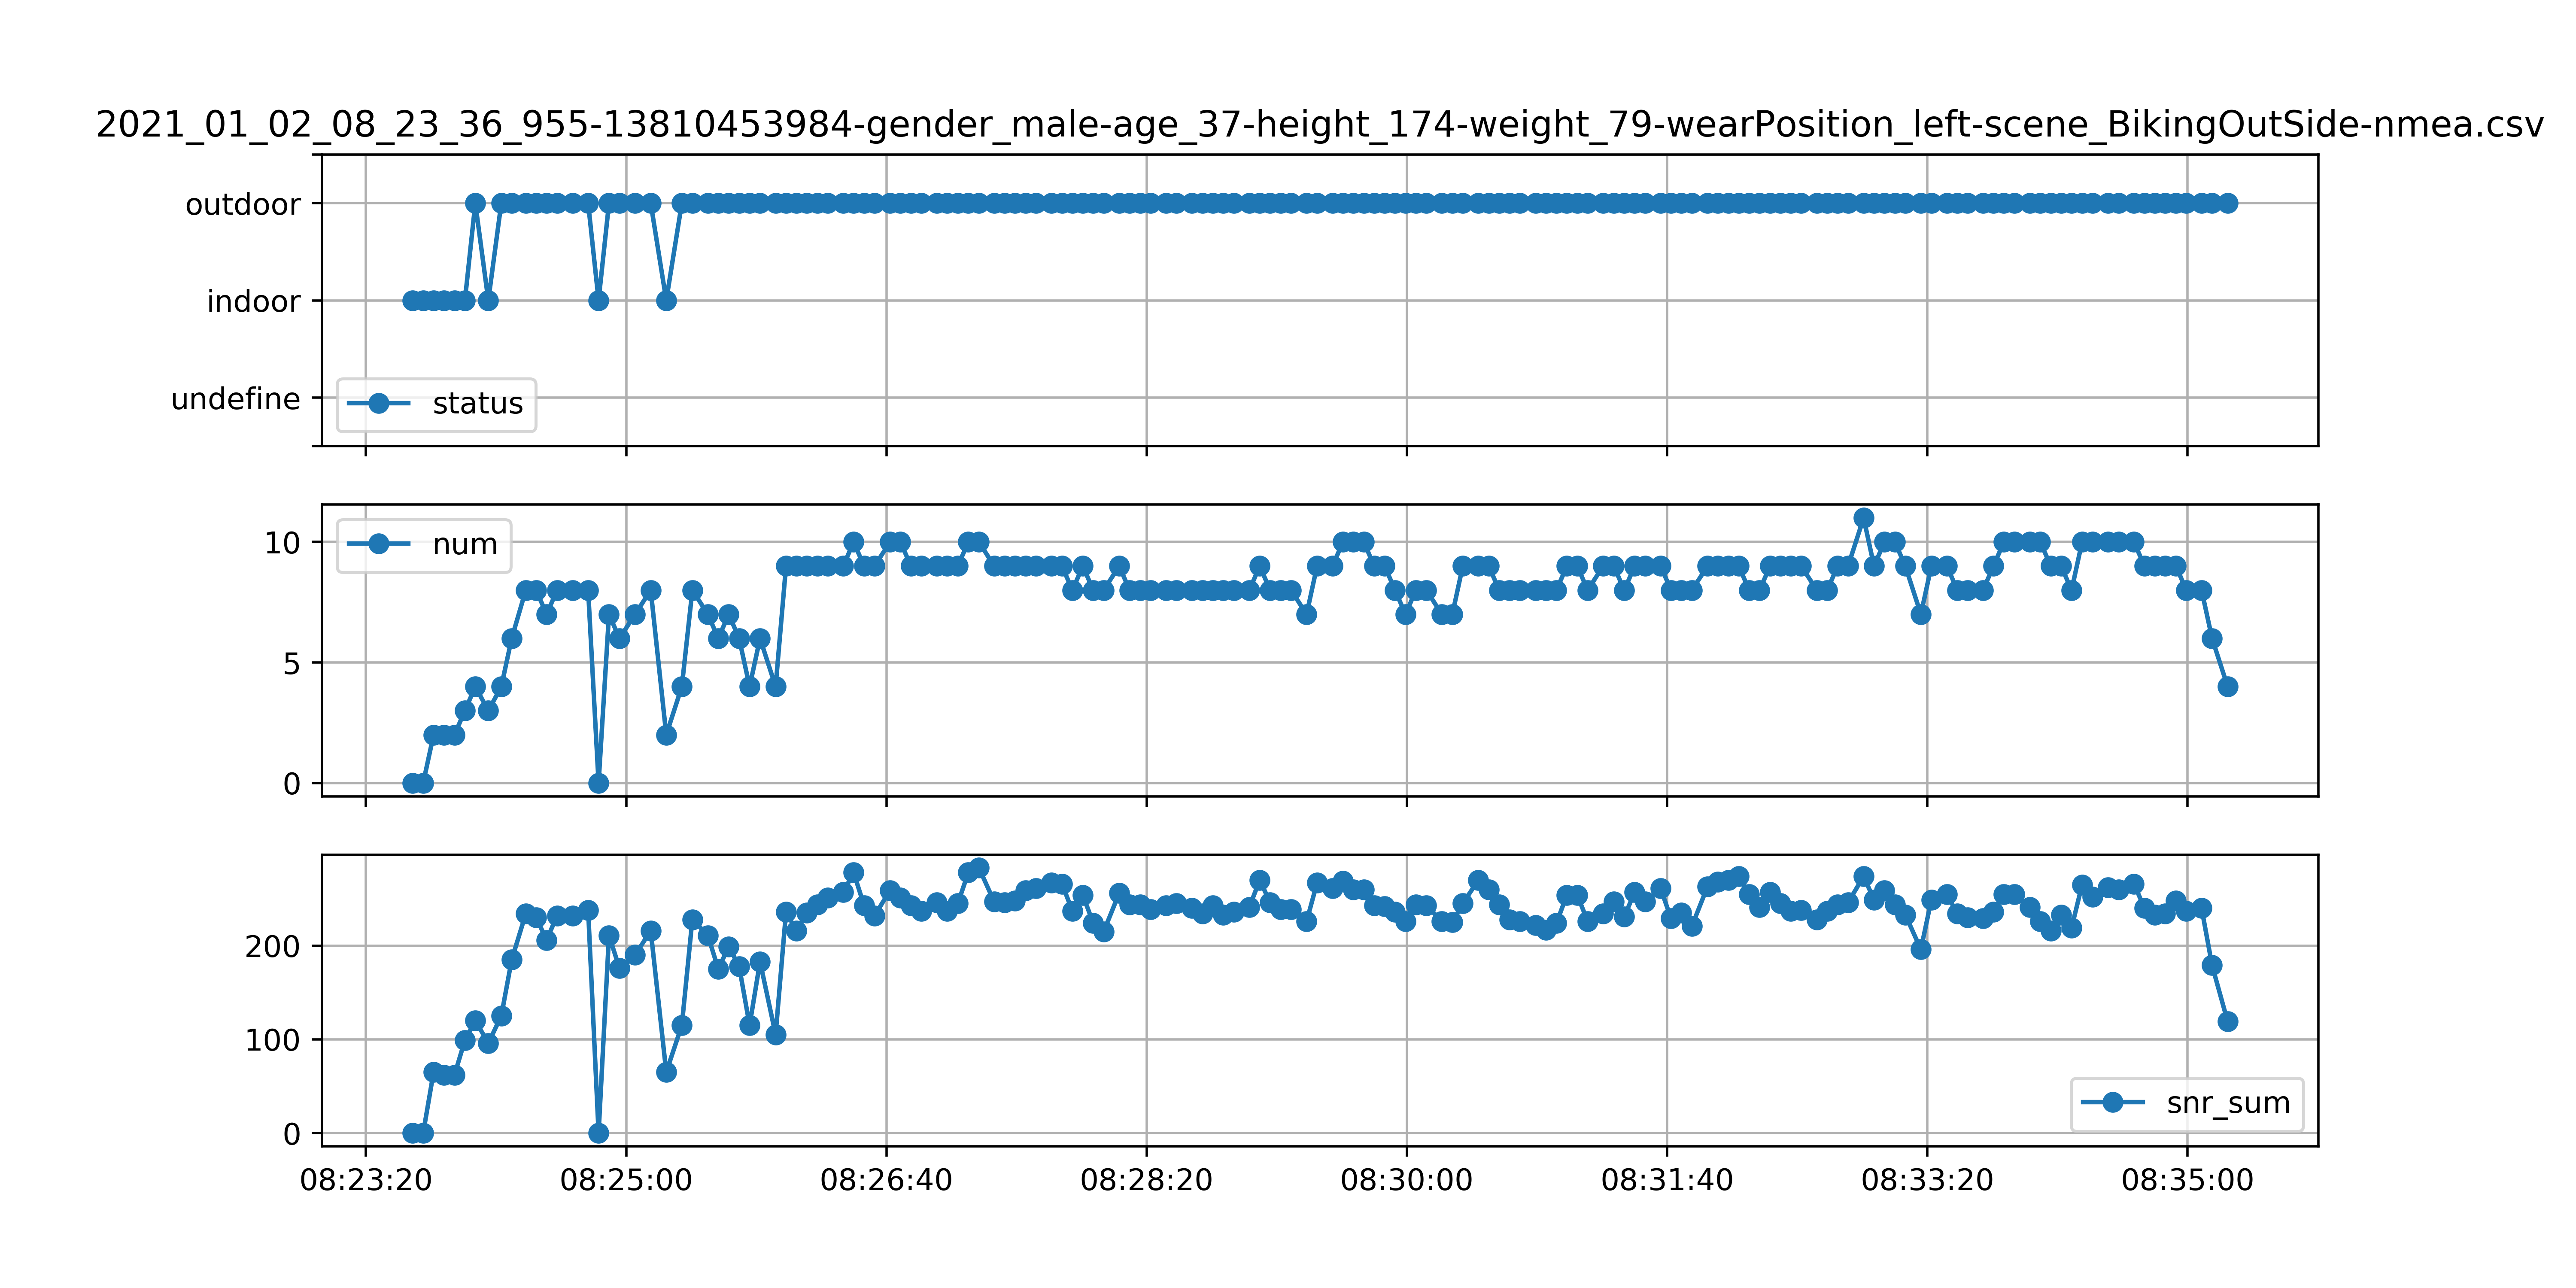 2021_01_02_08_23_36_955-13810453984-gender_male-age_37-height_174-weight_79-wearPosition_left-scene_BikingOutSide-nmea.csv
outdoor
indoor
undefine
status
10
5
0
num
200
100
0
snr_sum
08:23:20 08:25:00 08:26:40 08:28:20 08:30:00 08:31:40 08:33:20 08:35:00